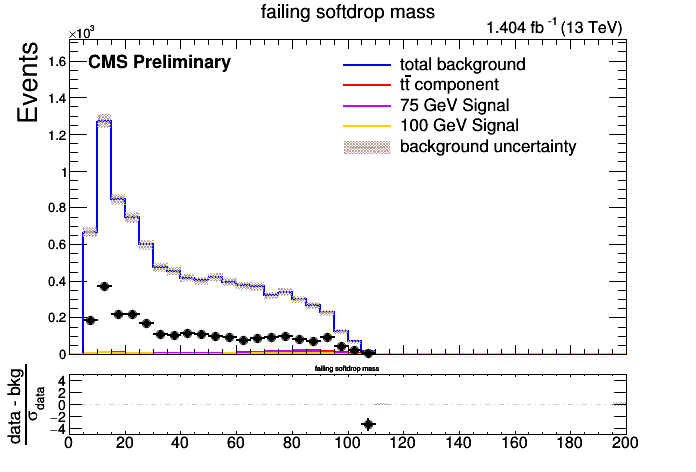 failing softdrop mass
×10³
1.404 fb⁻¹ (13 TeV)
CMS Preliminary
Events
total background
tt̄ component
75 GeV Signal
100 GeV Signal
background uncertainty
1.6
1.4
1.2
1
0.8
0.6
0.4
0.2
0
failing softdrop mass
data - bkg
σ_data
4
2
0
−2
−4
0 20 40 60 80 100 120 140 160 180 200